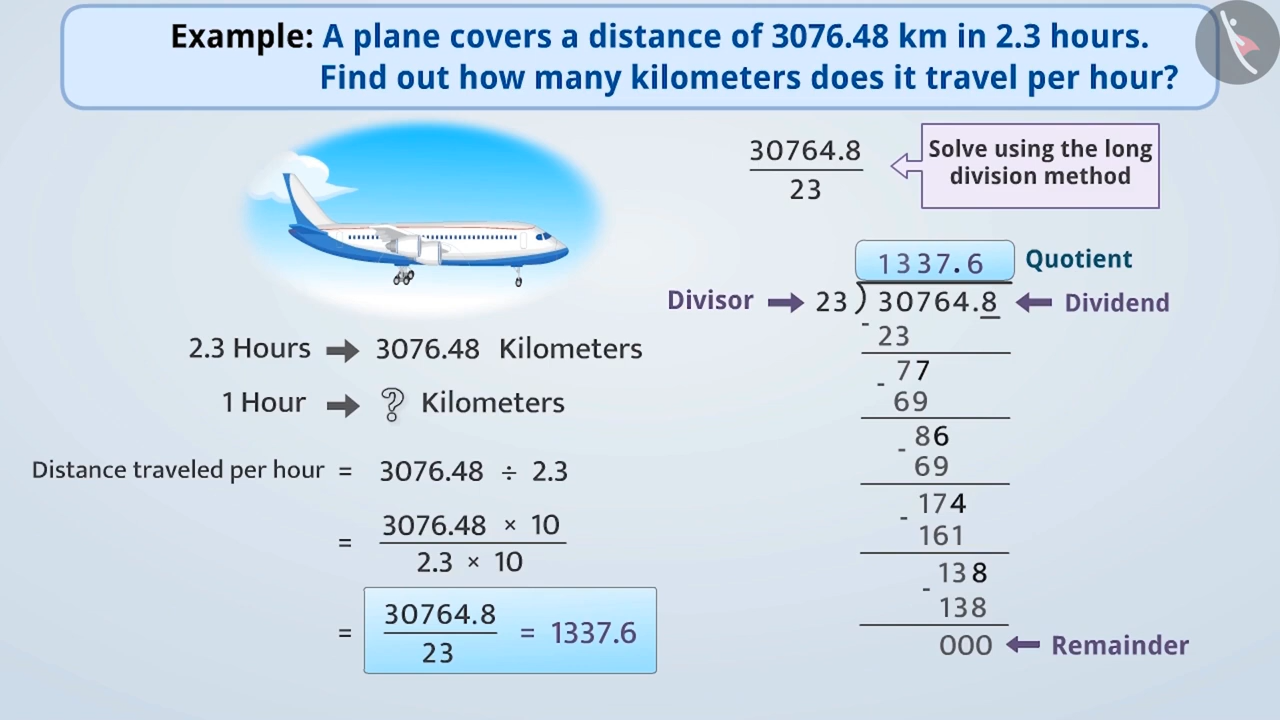 Example: A plane covers a distance of 3076.48 km in 2.3 hours.
Find out how many kilometers does it travel per hour?
2.3 Hours → 3076.48 Kilometers
1 Hour → ? Kilometers
Distance traveled per hour = 3076.48 ÷ 2.3
= 3076.48 × 10
2.3 × 10
= 30764.8
23
= 1337.6
30764.8
23
Solve using the long
division method
1337.6 Quotient
Divisor → 23) 30764.8 ← Dividend
- 23
77
- 69
86
- 69
174
- 161
138
- 138
000 ← Remainder